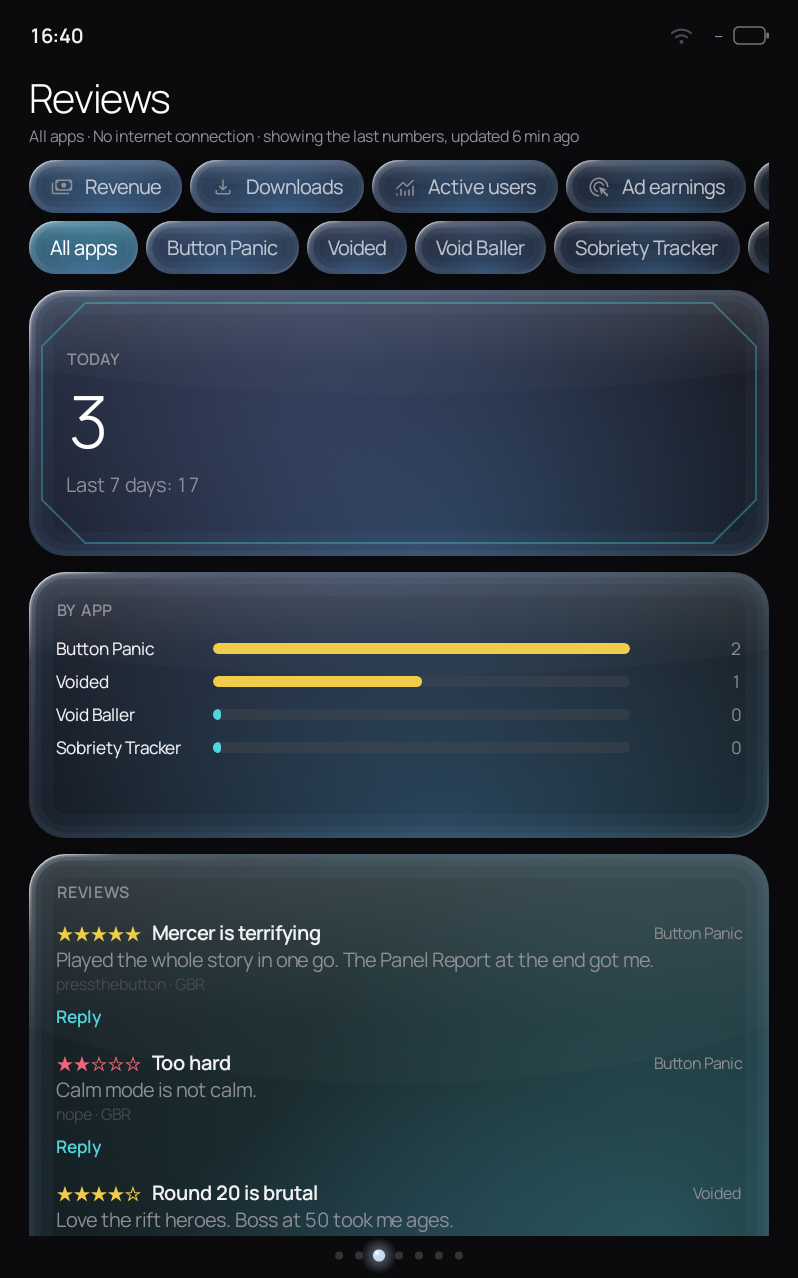 16:40
–
Reviews
All apps · No internet connection · showing the last numbers, updated 6 min ago
Revenue Downloads Active users Ad earnings
All apps Button Panic Voided Void Baller Sobriety Tracker
TODAY
3
Last 7 days: 17
BY APP
Button Panic 2
Voided 1
Void Baller 0
Sobriety Tracker 0
REVIEWS
★★★★★ Mercer is terrifying Button Panic
Played the whole story in one go. The Panel Report at the end got me.
pressthebutton · GBR
Reply
★★☆☆☆ Too hard Button Panic
Calm mode is not calm.
nope · GBR
Reply
★★★★☆ Round 20 is brutal Voided
Love the rift heroes. Boss at 50 took me ages.